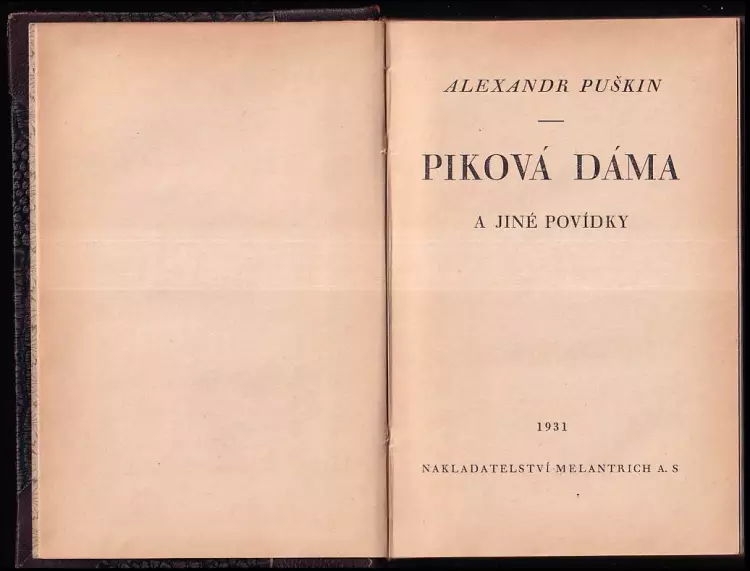 ALEXANDR PUŠKIN
PIKOVÁ DÁMA
A JINÉ POVÍDKY
1931
NAKLADATELSTVÍ MELANTRICH A. S